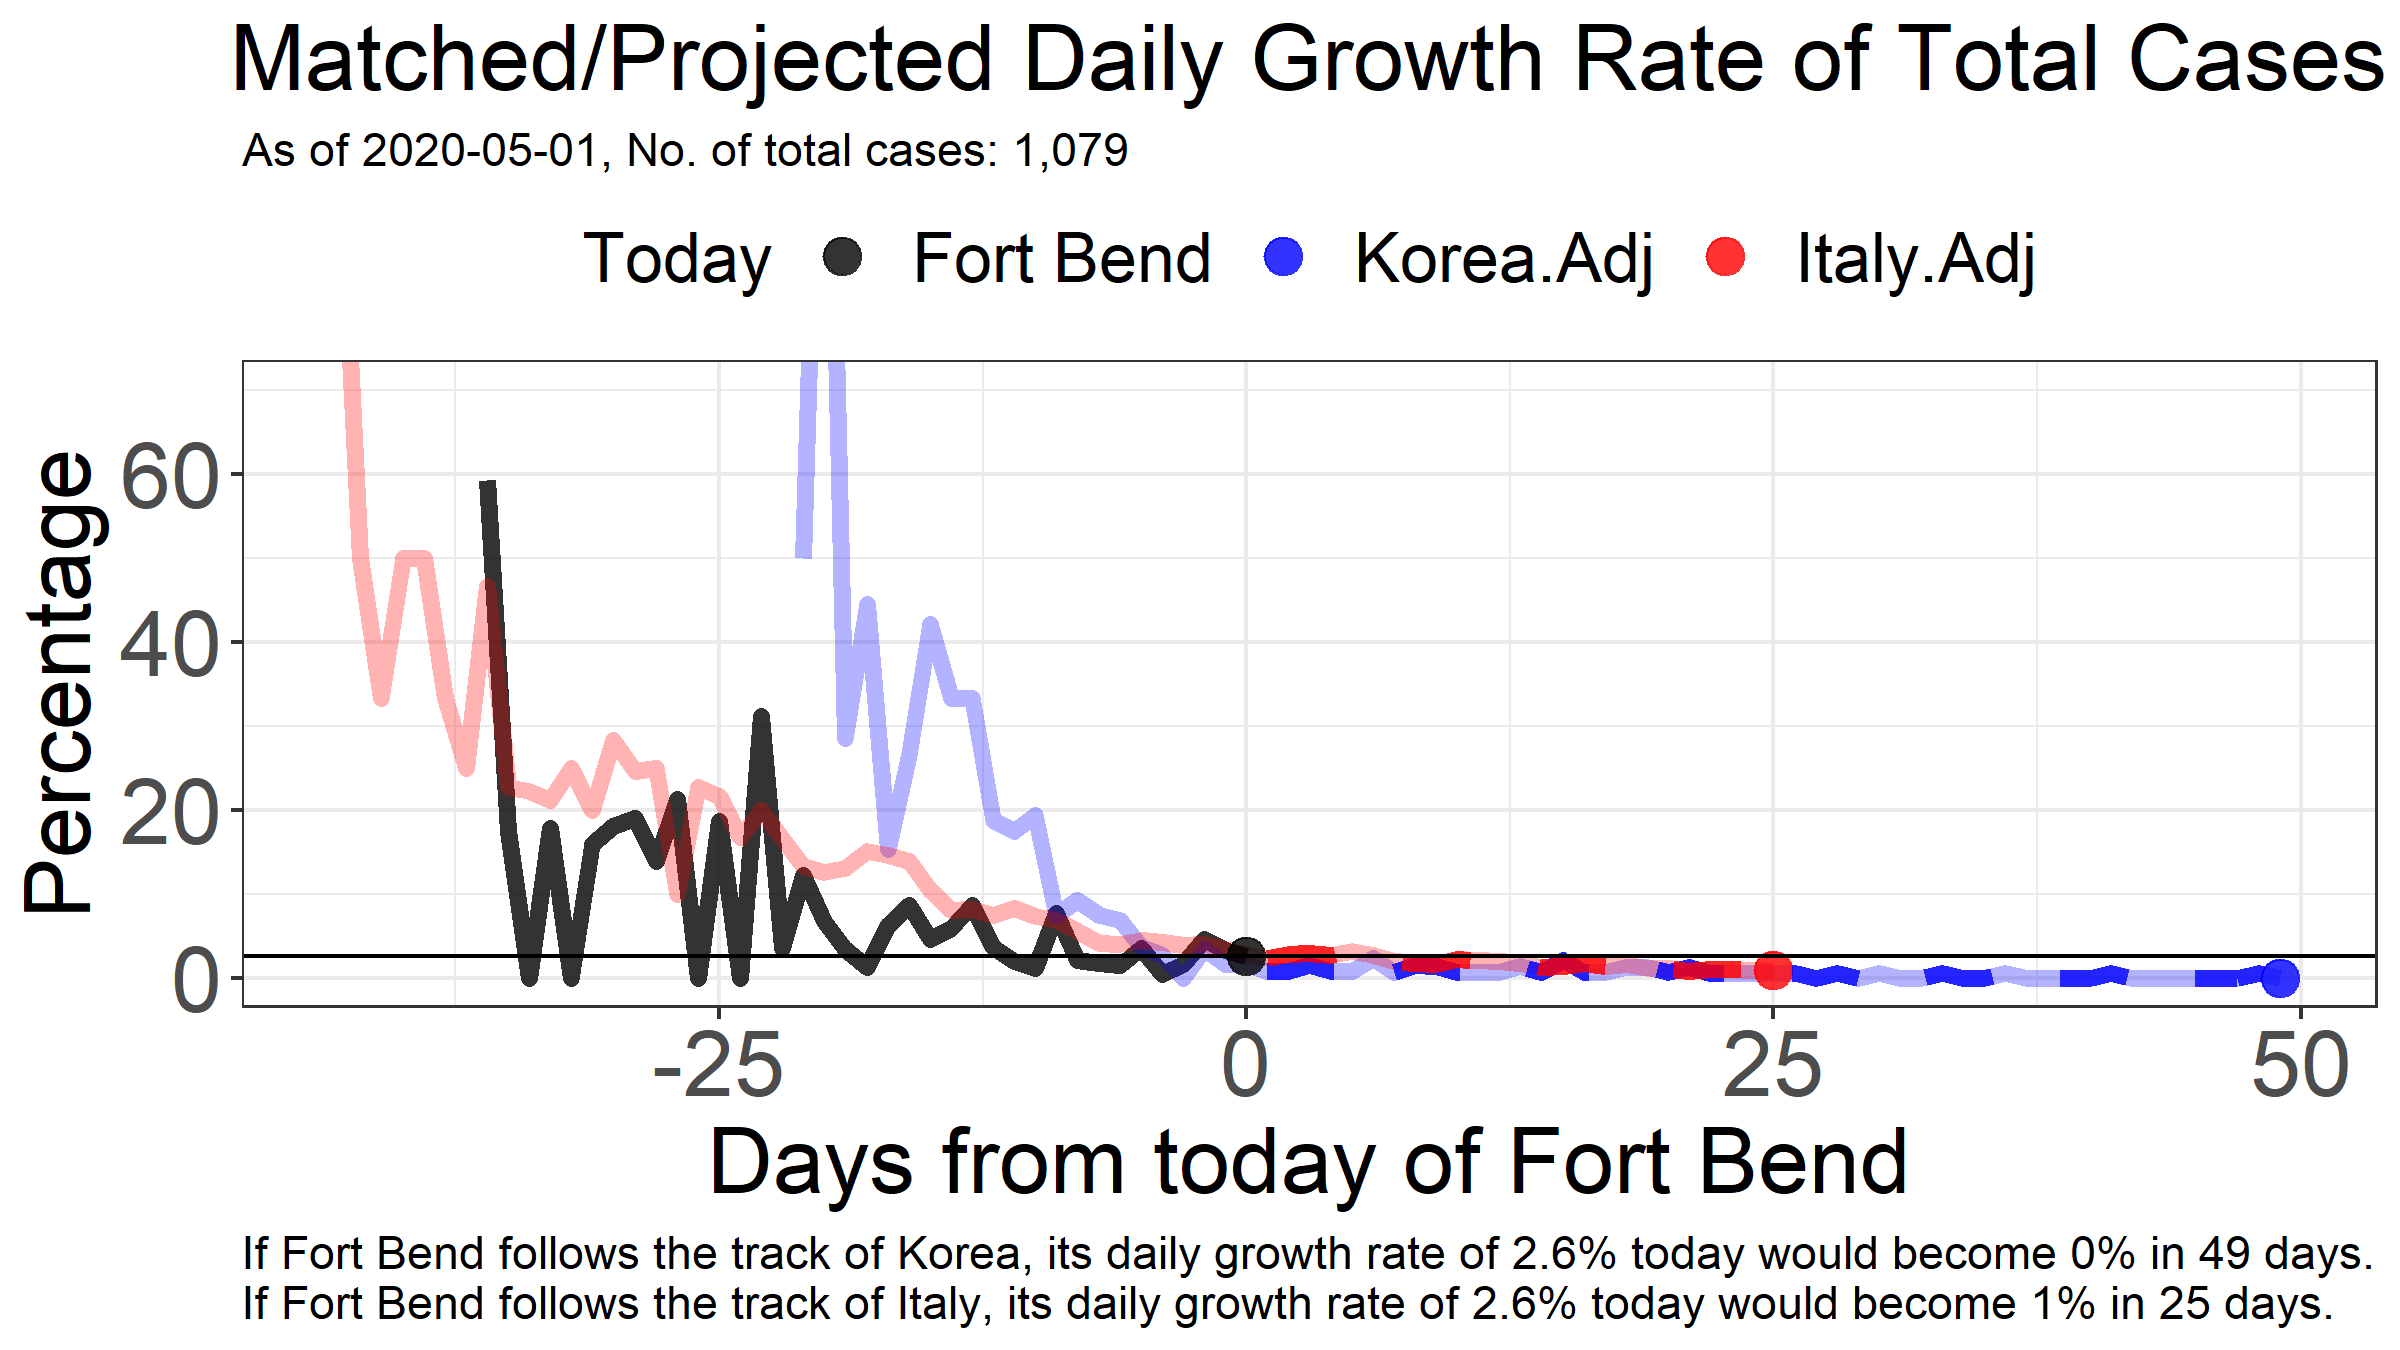 Matched/Projected Daily Growth Rate of Total Cases
As of 2020-05-01, No. of total cases: 1,079
Today Fort Bend Korea.Adj Italy.Adj
Percentage
60
40
20
0
-25 0 25 50
Days from today of Fort Bend
If Fort Bend follows the track of Korea, its daily growth rate of 2.6% today would become 0% in 49 days.
If Fort Bend follows the track of Italy, its daily growth rate of 2.6% today would become 1% in 25 days.